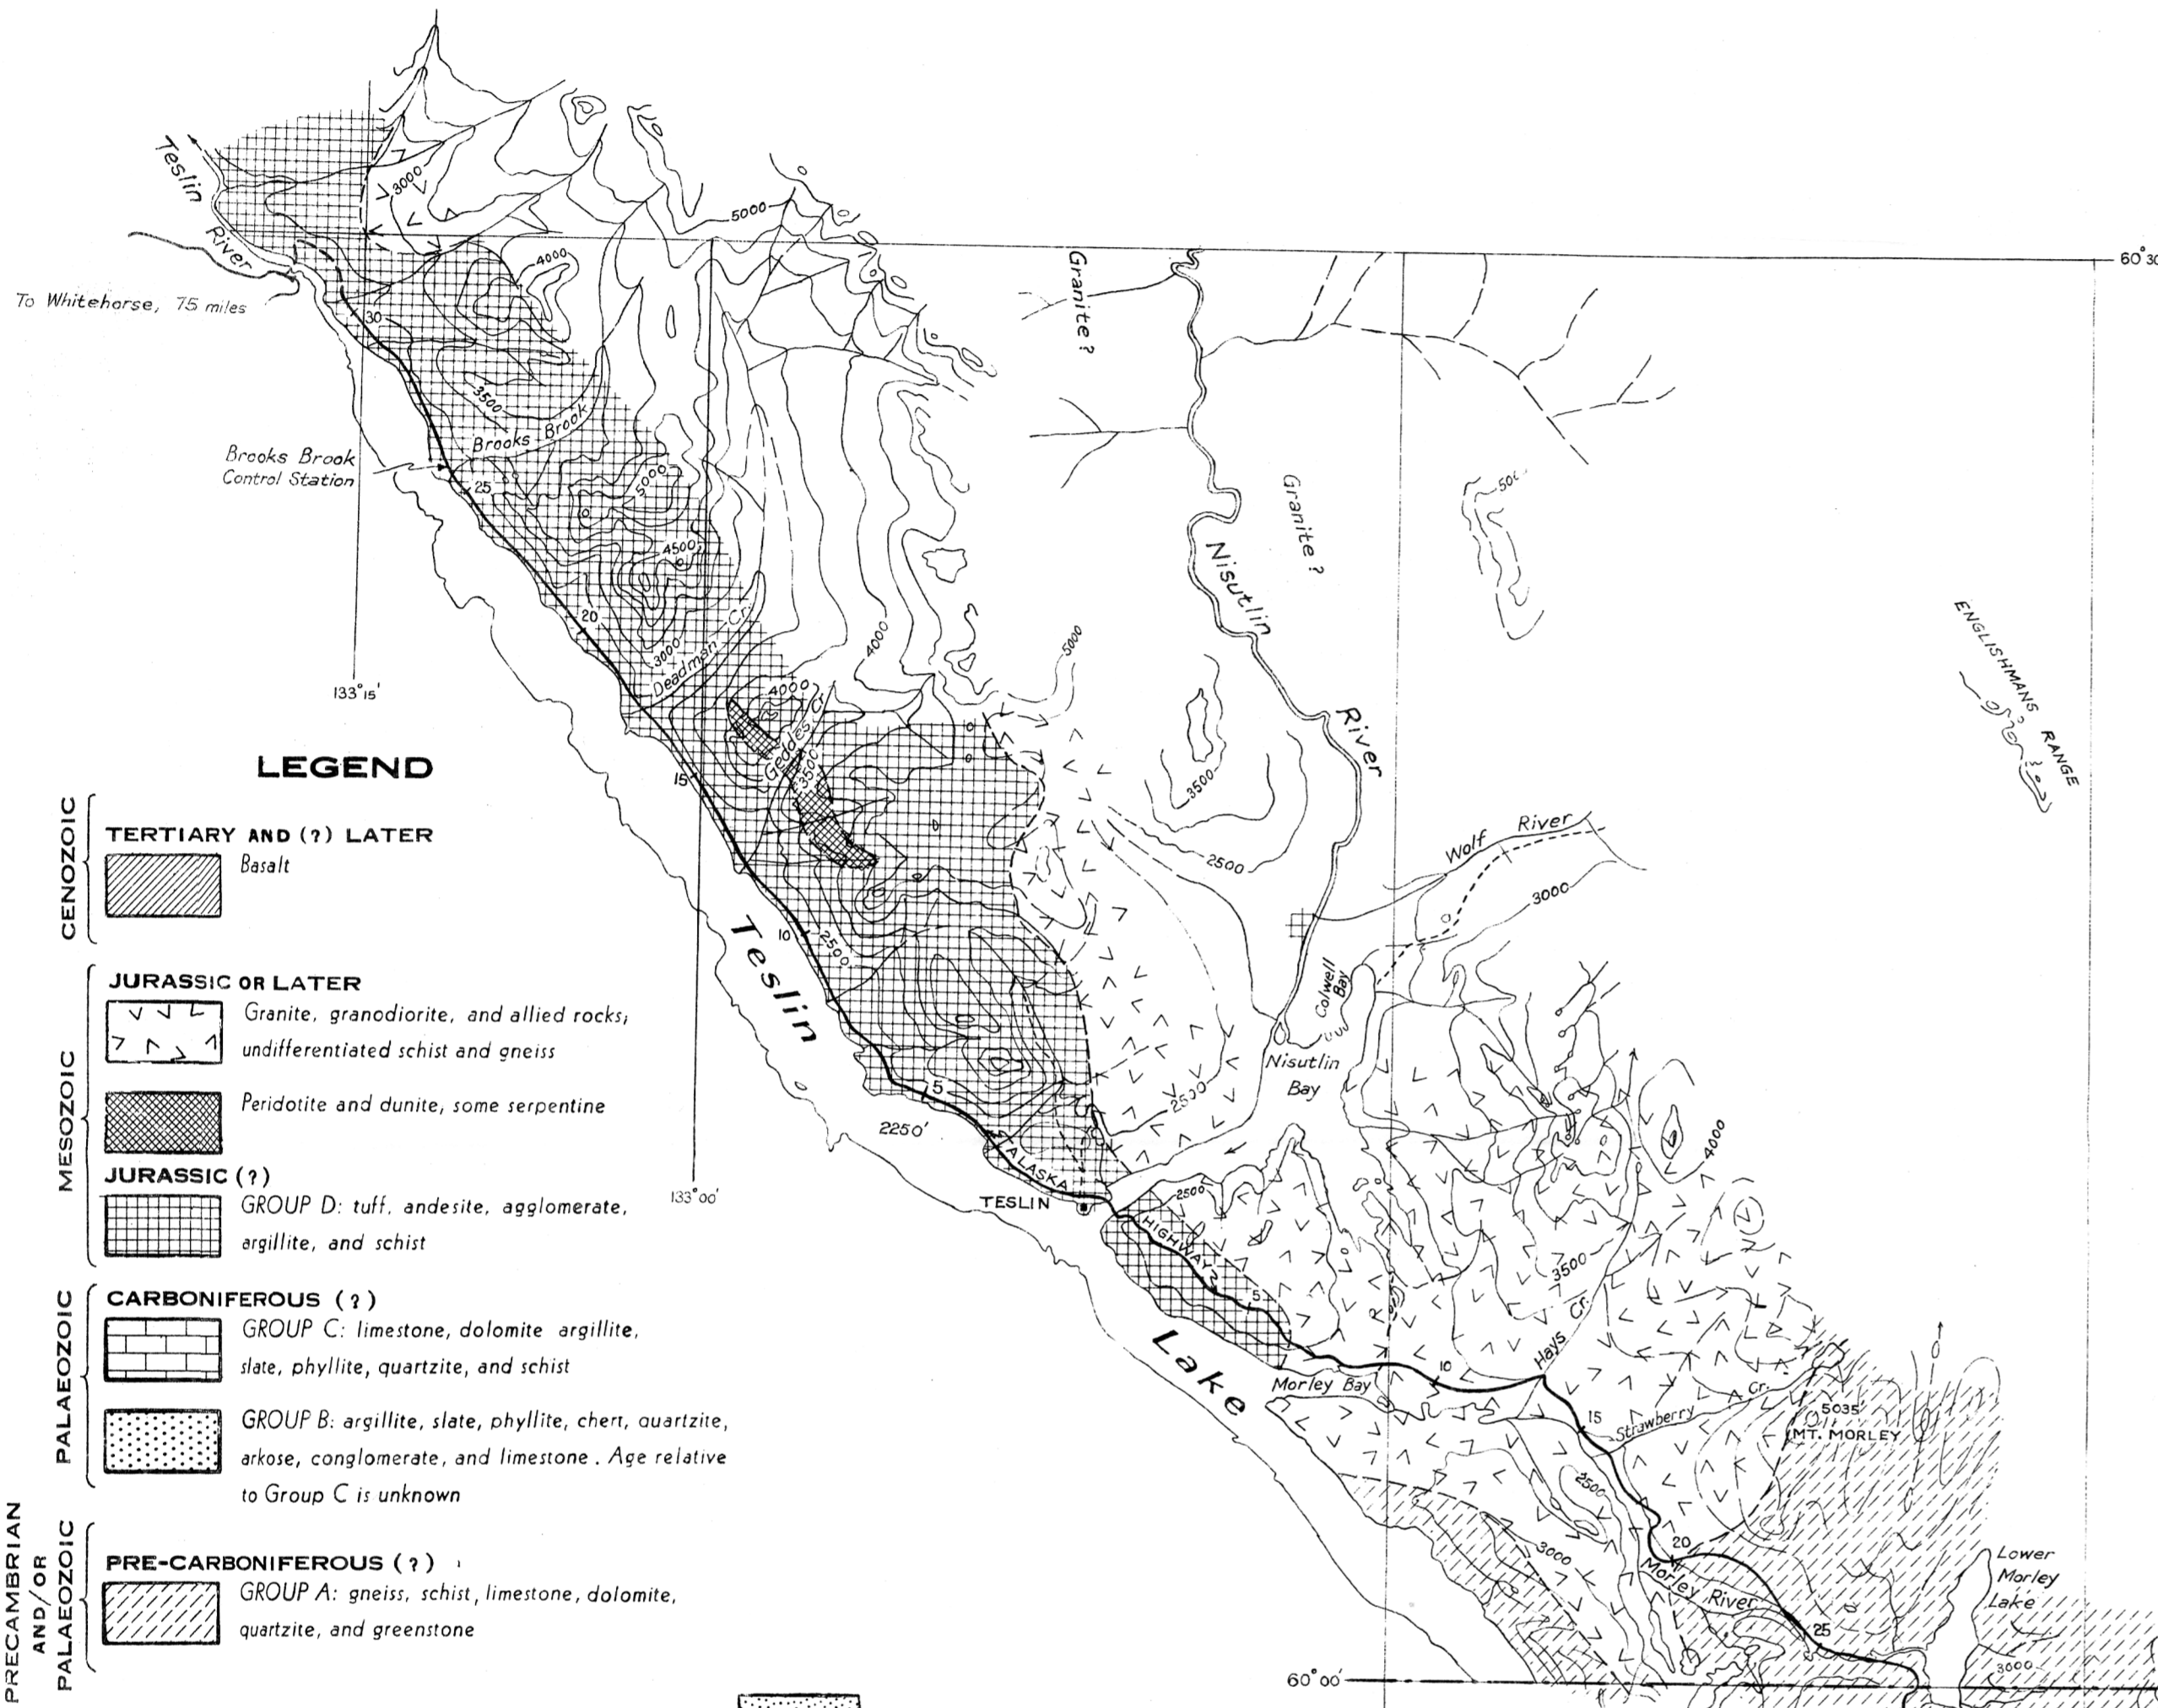 5000
60°30
Teslin
River
3000
4000
To Whitehorse, 75 miles
30
Granite?
3500
Brooks Brook
Brooks Brook
Control Station
25
5000
Granite?
Nisutlin
River
4500
20
3000
Deadman Cr.
4000
5000
ENGLISHMANS
RANGE
133°15'
4000
Geddes Cr.
3500
15
3500
2500
Wolf River
3000
10
2500
Teslin
Lake
Colwell
Bay
Nisutlin
Bay
2500
5
2250'
4000
ALASKA
HIGHWAY
TESLIN
133°00'
2500
5
3500
Hays Cr.
10
Morley Bay
15
Strawberry Cr.
5035'
MT. MORLEY
2500
20
3000
Morley River
Lower
Morley
Lake
25
3000
60°00'
LEGEND
CENOZOIC
TERTIARY AND (?) LATER
Basalt
MESOZOIC
JURASSIC OR LATER
Granite, granodiorite, and allied rocks;
undifferentiated schist and gneiss
Peridotite and dunite, some serpentine
JURASSIC (?)
GROUP D: tuff, andesite, agglomerate,
argillite, and schist
PALAEOZOIC
CARBONIFEROUS (?)
GROUP C: limestone, dolomite argillite,
slate, phyllite, quartzite, and schist
GROUP B: argillite, slate, phyllite, chert, quartzite,
arkose, conglomerate, and limestone. Age relative
to Group C is unknown
PRECAMBRIAN
AND/OR
PALAEOZOIC
PRE-CARBONIFEROUS (?)
GROUP A: gneiss, schist, limestone, dolomite,
quartzite, and greenstone